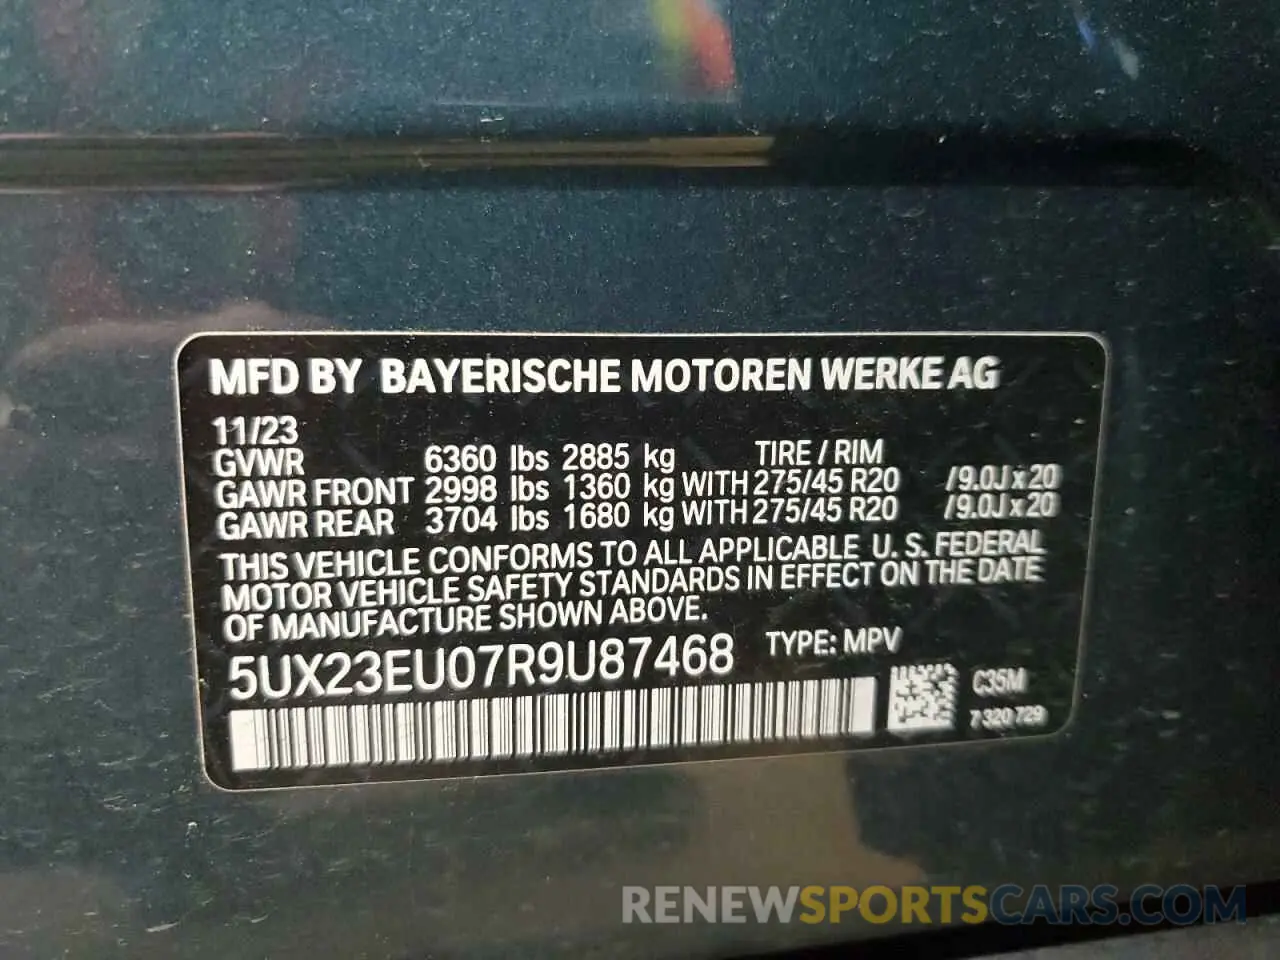 MFD BY BAYERISCHE MOTOREN WERKE AG
11/23
GVWR 6360 lbs 2885 kg TIRE / RIM
GAWR FRONT 2998 lbs 1360 kg WITH 275/45 R20 /9.0J x 20
GAWR REAR 3704 lbs 1680 kg WITH 275/45 R20 /9.0J x 20
THIS VEHICLE CONFORMS TO ALL APPLICABLE U. S. FEDERAL
MOTOR VEHICLE SAFETY STANDARDS IN EFFECT ON THE DATE
OF MANUFACTURE SHOWN ABOVE.
5UX23EU07R9U87468 TYPE: MPV
C35M
7 320 729
RENEWSPORTSCARS.COM